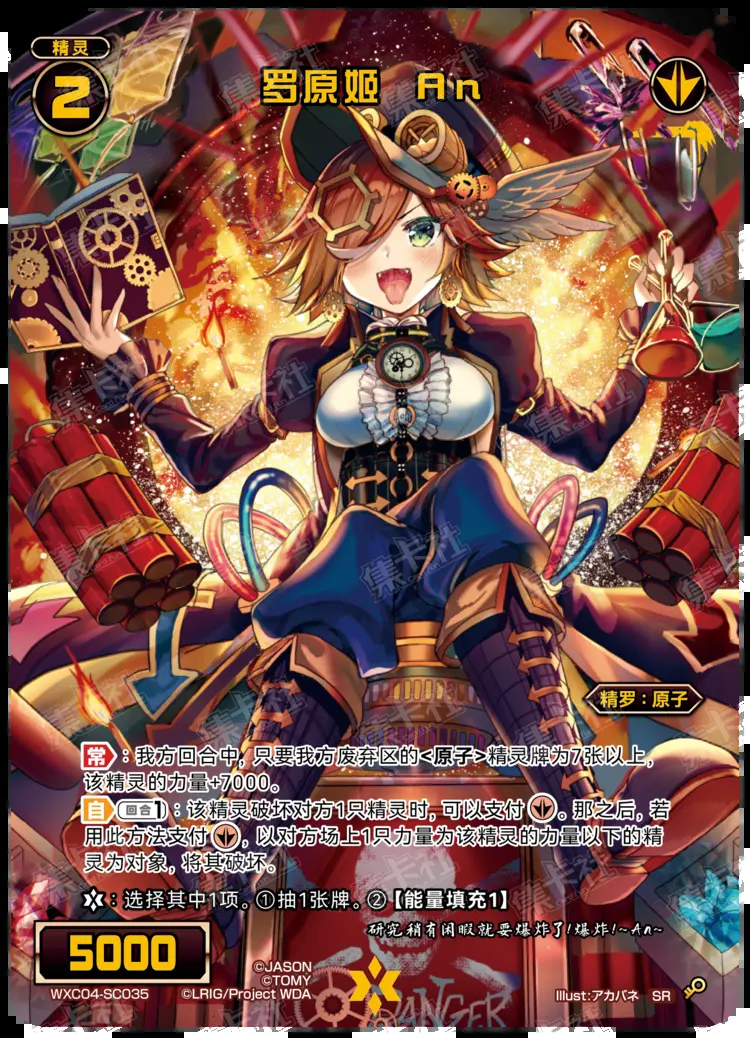 精灵
2
罗原姬 An
精罗：原子
常：我方回合中，只要我方废弃区的<原子>精灵牌为7张以上，
该精灵的力量+7000。
自 回合1：该精灵破坏对方1只精灵时，可以支付。那之后，若
用此方法支付，以对方场上1只力量为该精灵的力量以下的精
灵为对象，将其破坏。
：选择其中1项。①抽1张牌。②【能量填充1】
研究稍有闲暇就要爆炸了！爆炸！~An~
5000
©JASON
©TOMY
WXC04-SC035 ©LRIG/Project WDA
Illust:アカバネ SR
DANGER
集卡社